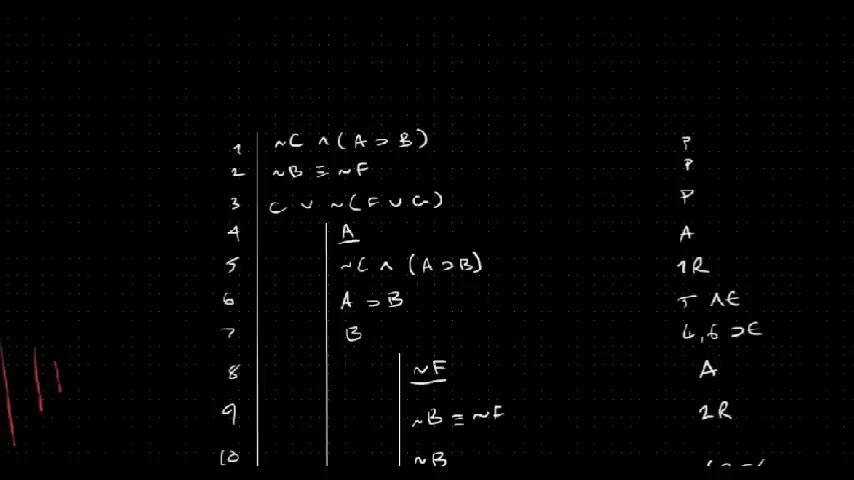 1 ~C ∧ (A ⊃ B) P
2 ~B ≡ ~F P
3 C ∨ ~(F ∨ G) P
4 A A
5 ~C ∧ (A ⊃ B) 1R
6 A ⊃ B 5 ∧E
7 B 4,6 ⊃E
8 ~F A
9 ~B ≡ ~F 2R
10 ~B